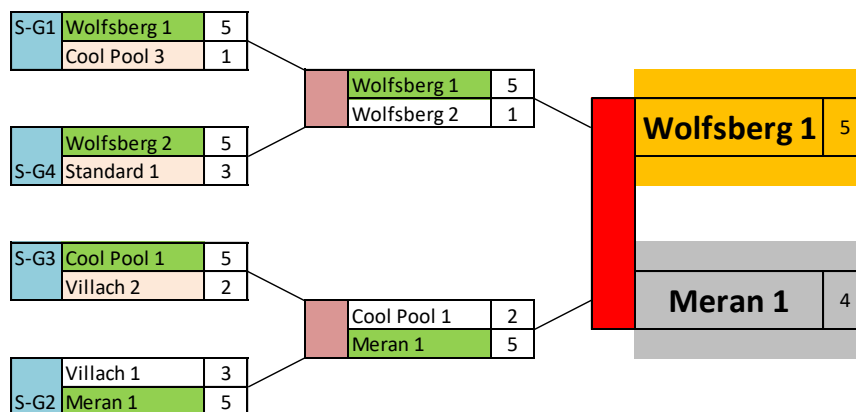 S-G1 Wolfsberg 1 5
Cool Pool 3 1
Wolfsberg 1 5
Wolfsberg 2 1
Wolfsberg 1 5
Wolfsberg 2 5
S-G4 Standard 1 3
S-G3 Cool Pool 1 5
Villach 2 2
Meran 1 4
Cool Pool 1 2
Meran 1 5
Villach 1 3
S-G2 Meran 1 5